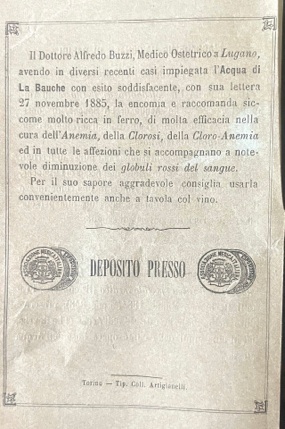 Il Dottore Alfredo Buzzi, Medico Ostetrico a Lugano,
avendo in diversi recenti casi impiegata l'Acqua di
La Bauche con esito soddisfacente, con sua lettera
27 novembre 1885, la encomia e raccomanda sic-
come molto ricca in ferro, di molta efficacia nella
cura dell'Anemia, della Clorosi, della Cloro-Anemia
ed in tutte le affezioni che si accompagnano a note-
vole diminuzione dei globuli rossi del sangue.
Per il suo sapore aggradevole consiglia usarla
convenientemente anche a tavola col vino.
DEPOSITO PRESSO
Torino — Tip. Coll. Artigianelli.